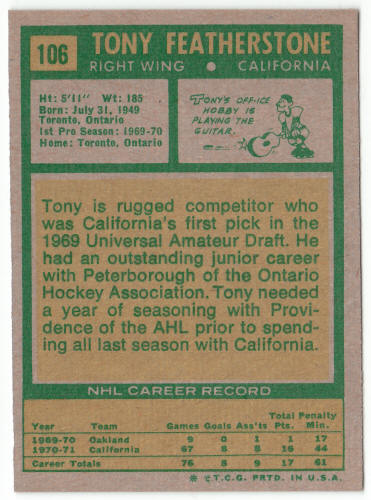 106 TONY FEATHERSTONE
RIGHT WING • CALIFORNIA
Ht: 5'11" Wt: 185
Born: July 31, 1949
Toronto, Ontario
1st Pro Season: 1969-70
Home: Toronto, Ontario
TONY'S OFF-ICE
HOBBY IS
PLAYING THE
GUITAR.
Tony is rugged competitor who
was California's first pick in the
1969 Universal Amateur Draft. He
had an outstanding junior career
with Peterborough of the Ontario
Hockey Association. Tony needed
a year of seasoning with Provi-
dence of the AHL prior to spend-
ing all last season with California.
NHL CAREER RECORD
Total Penalty
Year Team Games Goals Ass'ts Pts. Min.
1969-70 Oakland 9 0 1 1 17
1970-71 California 67 8 8 16 44
Career Totals 76 8 9 17 61
* © T.C.G. PRTD. IN U.S.A.